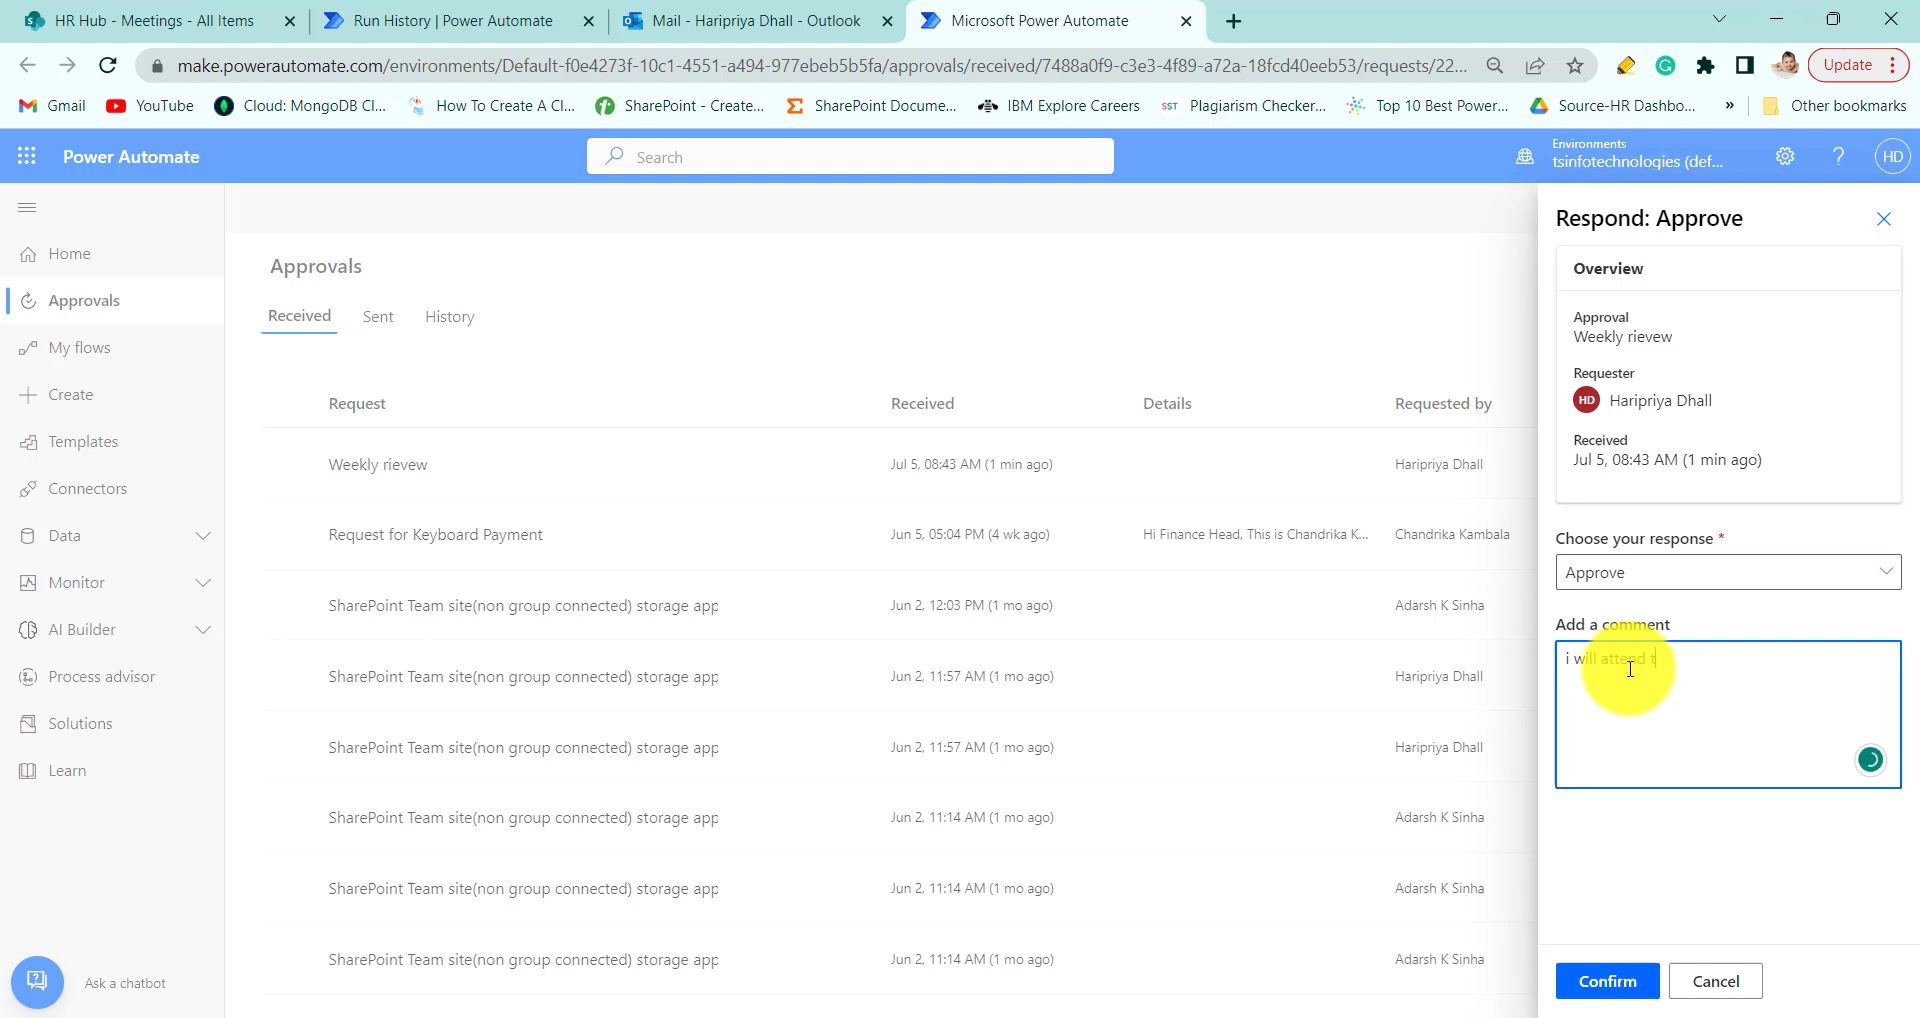 HR Hub - Meetings - All Items
Run History | Power Automate
Mail - Haripriya Dhall - Outlook
Microsoft Power Automate
make.powerautomate.com/environments/Default-f0e4273f-10c1-4551-a494-977ebeb5b5fa/approvals/received/7488a0f9-c3e3-4f89-a72a-18fcd40eeb53/requests/22...
Update
Gmail
YouTube
Cloud: MongoDB Cl...
How To Create A Cl...
SharePoint - Create...
SharePoint Docume...
IBM Explore Careers
SST Plagiarism Checker...
Top 10 Best Power...
Source-HR Dashbo...
»
Other bookmarks
Power Automate
Search
Environments
tsinfotechnologies (def...
?
HD
Home
Approvals
My flows
Create
Templates
Connectors
Data
Monitor
AI Builder
Process advisor
Solutions
Learn
Ask a chatbot
Approvals
Received Sent History
Request Received Details Requested by
Weekly rievew Jul 5, 08:43 AM (1 min ago) Haripriya Dhall
Request for Keyboard Payment Jun 5, 05:04 PM (4 wk ago) Hi Finance Head, This is Chandrika K... Chandrika Kambala
SharePoint Team site(non group connected) storage app Jun 2, 12:03 PM (1 mo ago) Adarsh K Sinha
SharePoint Team site(non group connected) storage app Jun 2, 11:57 AM (1 mo ago) Haripriya Dhall
SharePoint Team site(non group connected) storage app Jun 2, 11:57 AM (1 mo ago) Haripriya Dhall
SharePoint Team site(non group connected) storage app Jun 2, 11:14 AM (1 mo ago) Adarsh K Sinha
SharePoint Team site(non group connected) storage app Jun 2, 11:14 AM (1 mo ago) Adarsh K Sinha
SharePoint Team site(non group connected) storage app Jun 2, 11:14 AM (1 mo ago) Adarsh K Sinha
Respond: Approve
Overview
Approval
Weekly rievew
Requester
HD Haripriya Dhall
Received
Jul 5, 08:43 AM (1 min ago)
Choose your response *
Approve
Add a comment
i will attend t
Confirm Cancel